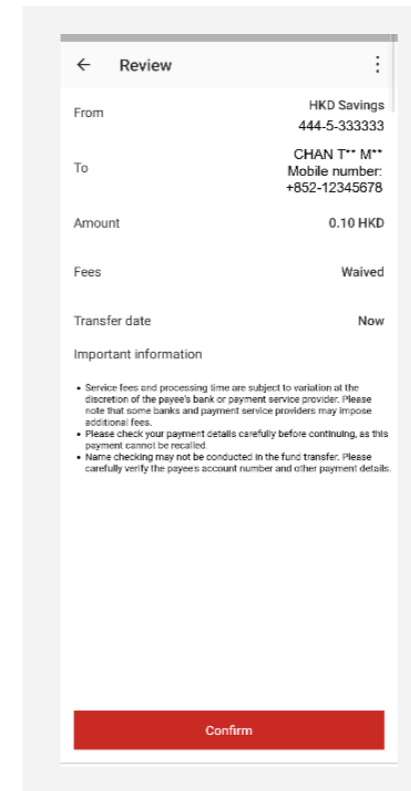 ← Review ⋮
From HKD Savings
444-5-333333
To CHAN T** M**
Mobile number:
+852-12345678
Amount 0.10 HKD
Fees Waived
Transfer date Now
Important information
• Service fees and processing time are subject to variation at the
discretion of the payee's bank or payment service provider. Please
note that some banks and payment service providers may impose
additional fees.
• Please check your payment details carefully before continuing, as this
payment cannot be recalled.
• Name checking may not be conducted in the fund transfer. Please
carefully verify the payee's account number and other payment details.
Confirm